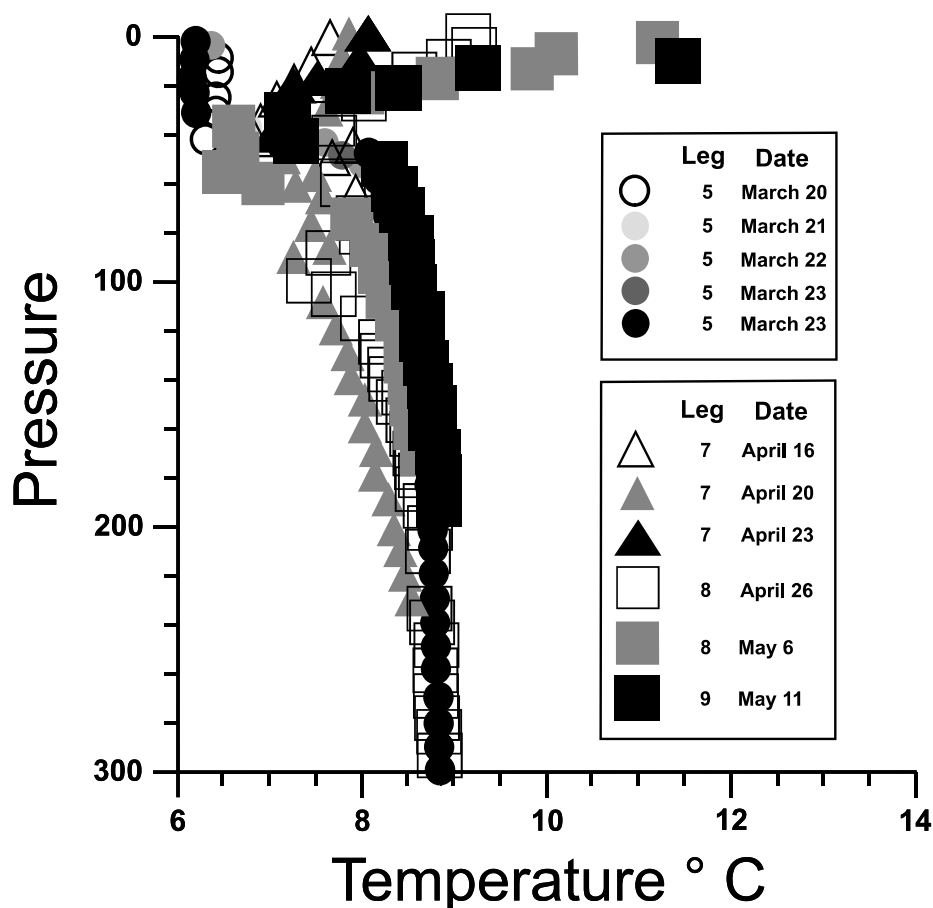 0
100
200
300
Pressure
6
8
10
12
14
Temperature ° C
Leg Date
5 March 20
5 March 21
5 March 22
5 March 23
5 March 23
Leg Date
7 April 16
7 April 20
7 April 23
8 April 26
8 May 6
9 May 11